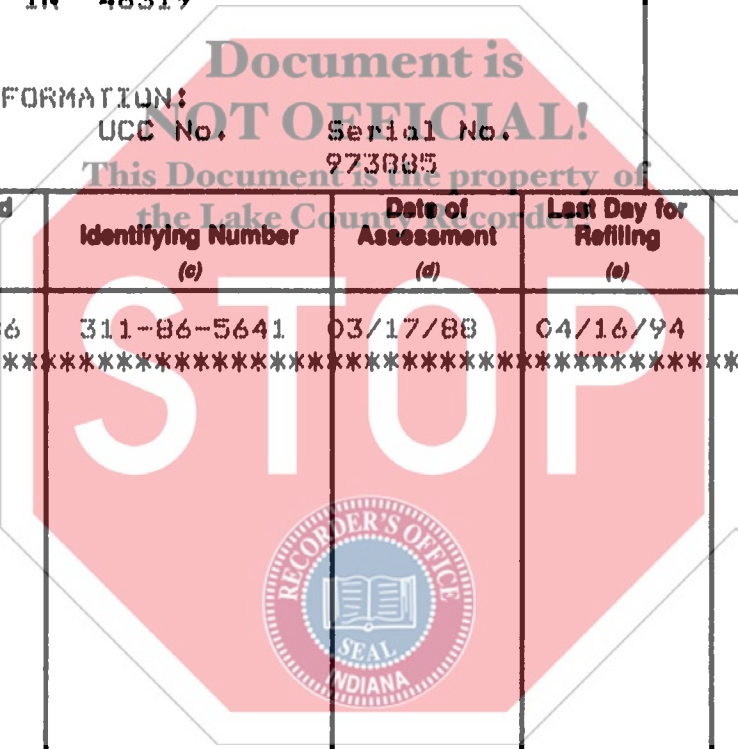 IN 46319
Document is
FORMATION:
NOT OFFICIAL!
UCC No. Serial No.
This Document is the property of
the Lake County Recorder
d Identifying Number Date of Assessment Last Day for Refiling
(c) (d) (e)
6 311-86-5641 03/17/88 04/16/94
**************************************************
STOP
RECORDER'S OFFICE
SEAL
INDIANA